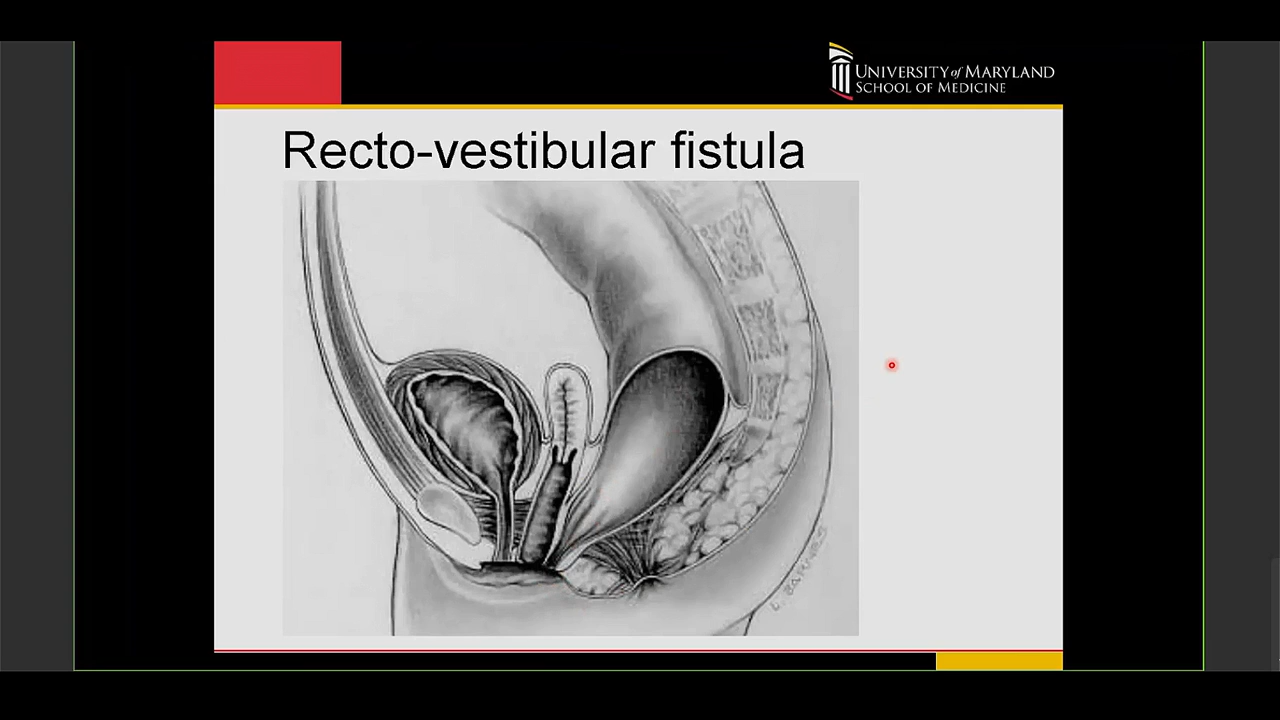 UNIVERSITY of MARYLAND
SCHOOL OF MEDICINE
Recto-vestibular fistula